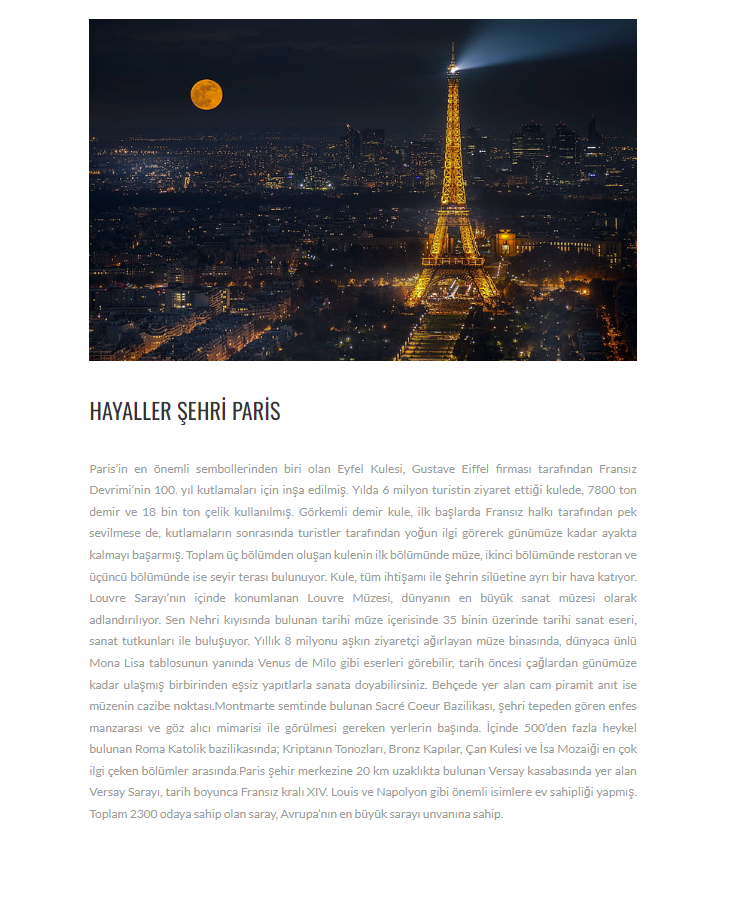 HAYALLER ŞEHRİ PARİS
Paris’in en önemli sembollerinden biri olan Eyfel Kulesi, Gustave Eiffel firması tarafından Fransız
Devrimi’nin 100. yıl kutlamaları için inşa edilmiş. Yılda 6 milyon turistin ziyaret ettiği kulede, 7800 ton
demir ve 18 bin ton çelik kullanılmış. Görkemli demir kule, ilk başlarda Fransız halkı tarafından pek
sevilmese de, kutlamaların sonrasında turistler tarafından yoğun ilgi görerek günümüze kadar ayakta
kalmayı başarmış. Toplam üç bölümden oluşan kulenin ilk bölümünde müze, ikinci bölümünde restoran ve
üçüncü bölümünde ise seyir terası bulunuyor. Kule, tüm ihtişamı ile şehrin silüetine ayrı bir hava katıyor.
Louvre Sarayı’nın içinde konumlanan Louvre Müzesi, dünyanın en büyük sanat müzesi olarak
adlandırılıyor. Sen Nehri kıyısında bulunan tarihi müze içerisinde 35 binin üzerinde tarihi sanat eseri,
sanat tutkunları ile buluşuyor. Yıllık 8 milyonu aşkın ziyaretçi ağırlayan müze binasında, dünyaca ünlü
Mona Lisa tablosunun yanında Venus de Milo gibi eserleri görebilir, tarih öncesi çağlardan günümüze
kadar ulaşmış birbirinden eşsiz yapıtlarla sanata doyabilirsiniz. Behçede yer alan cam piramit anıt ise
müzenin cazibe noktası.Montmarte semtinde bulunan Sacré Coeur Bazilikası, şehri tepeden gören enfes
manzarası ve göz alıcı mimarisi ile görülmesi gereken yerlerin başında. İçinde 500’den fazla heykel
bulunan Roma Katolik bazilikasında; Kriptanın Tonozları, Bronz Kapılar, Çan Kulesi ve İsa Mozaiği en çok
ilgi çeken bölümler arasında.Paris şehir merkezine 20 km uzaklıkta bulunan Versay kasabasında yer alan
Versay Sarayı, tarih boyunca Fransız kralı XIV. Louis ve Napolyon gibi önemli isimlere ev sahipliği yapmış.
Toplam 2300 odaya sahip olan saray, Avrupa’nın en büyük sarayı unvanına sahip.